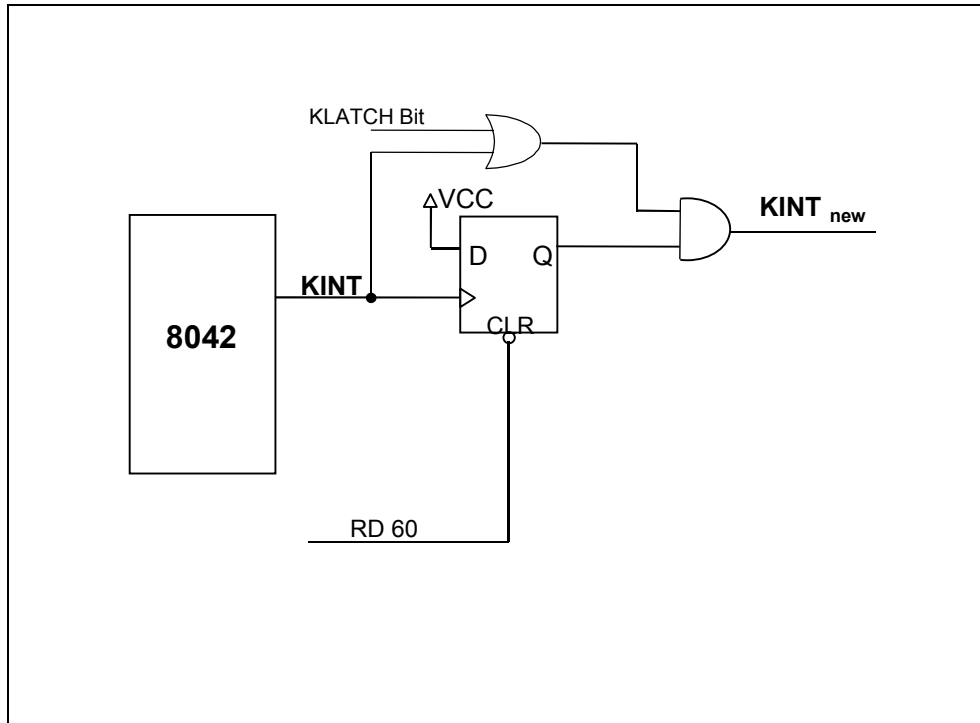 KLATCH Bit
VCC
KINT new
D Q
KINT
CLR
8042
RD 60